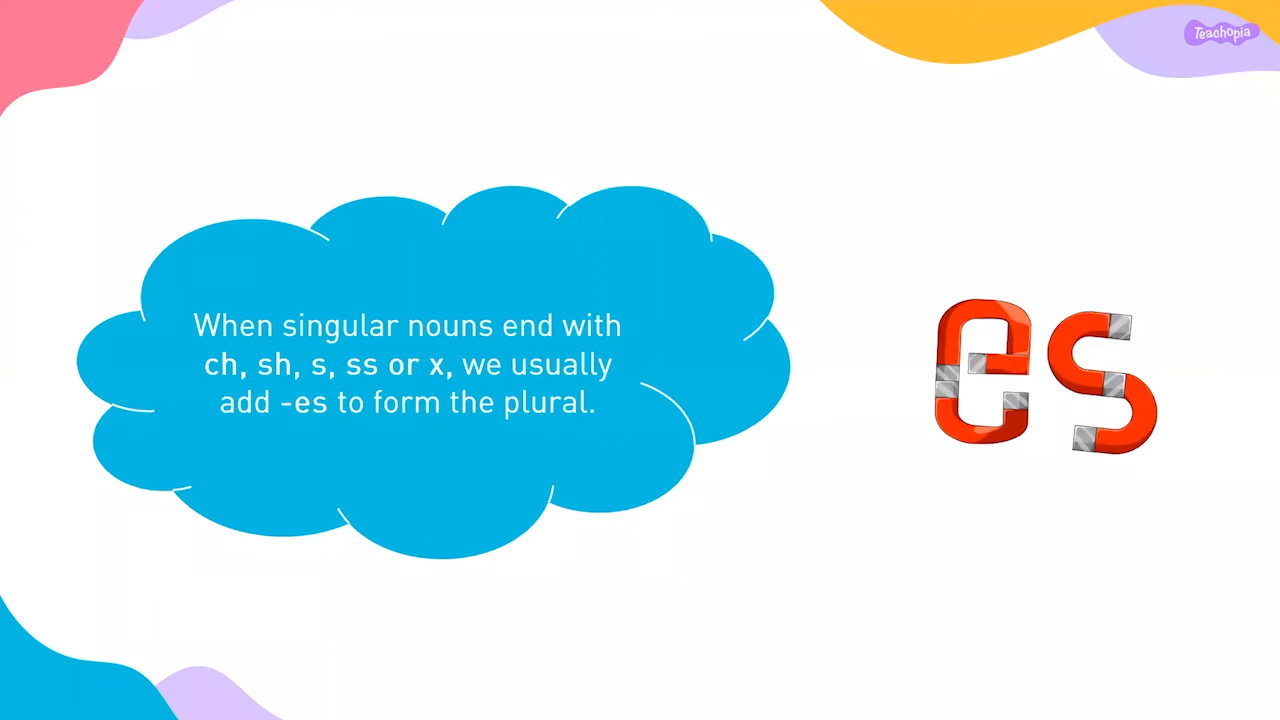 Teachopia
When singular nouns end with
ch, sh, s, ss or x, we usually
add -es to form the plural.
es